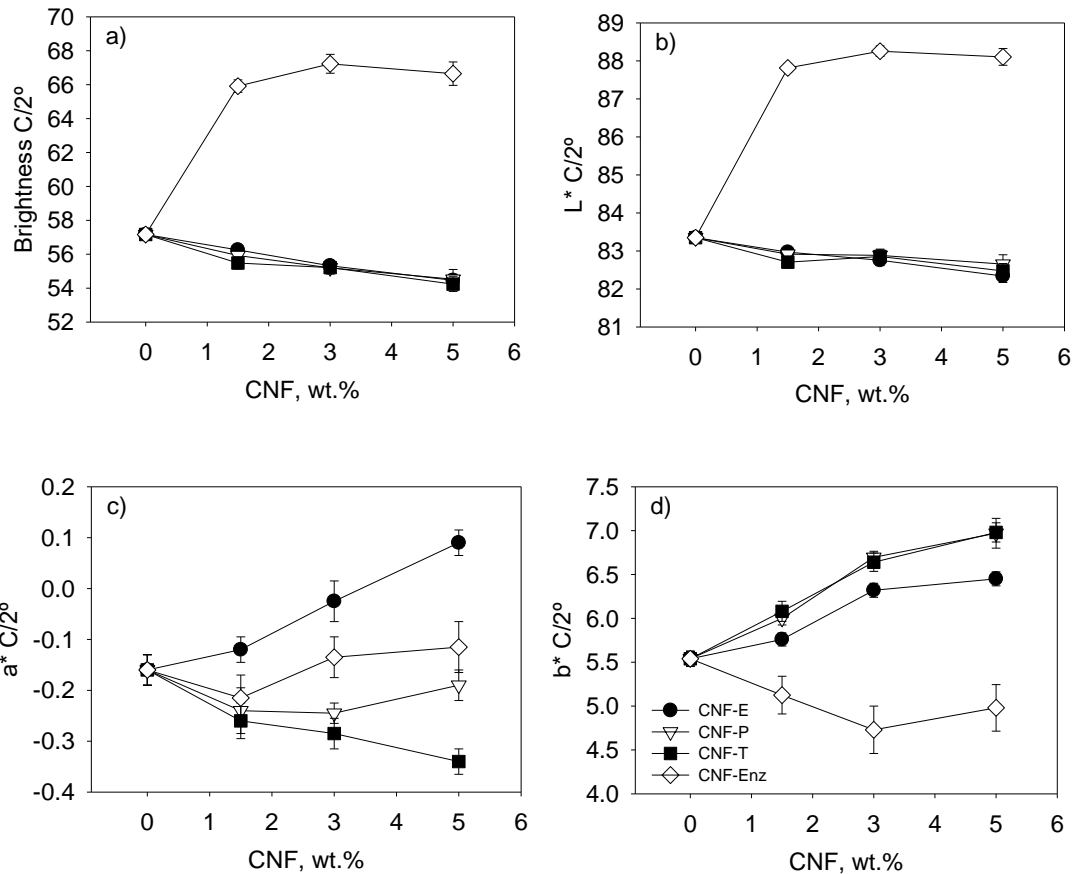 a)
70
68
66
64
62
60
58
56
54
52
Brightness C/2º
0 1 2 3 4 5 6
CNF, wt.%
b)
89
88
87
86
85
84
83
82
81
L* C/2º
0 1 2 3 4 5 6
CNF, wt.%
c)
0.2
0.1
0.0
-0.1
-0.2
-0.3
-0.4
a* C/2º
0 1 2 3 4 5 6
CNF, wt.%
d)
7.5
7.0
6.5
6.0
5.5
5.0
4.5
4.0
b* C/2º
CNF-E
CNF-P
CNF-T
CNF-Enz
0 1 2 3 4 5 6
CNF, wt.%